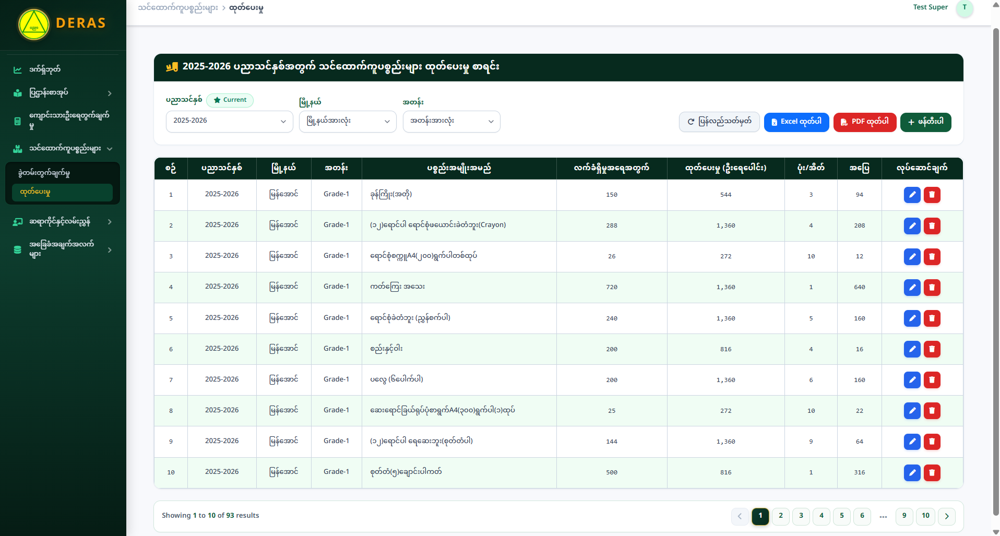 သင်ထောက်ကူပစ္စည်းများ > ထုတ်ပေးမှု
Test Super T
ပညာ
DERAS
ဒက်ရှ်ဘုတ်
ပြဋ္ဌာန်းစာအုပ်
ကျောင်းသားဦးရေတွက်ချက်
မှု
သင်ထောက်ကူပစ္စည်းများ
ခွဲတမ်းတွက်ချက်မှု
ထုတ်ပေးမှု
ဆရာကိုင်နှင့်လမ်းညွှန်
အခြေခံအချက်အလက်
များ
2025-2026 ပညာသင်နှစ်အတွက် သင်ထောက်ကူပစ္စည်းများ ထုတ်ပေးမှု စာရင်း
ပညာသင်နှစ် Current မြို့နယ် အတန်း
2025-2026 မြို့နယ်အားလုံး အတန်းအားလုံး ပြန်လည်သတ်မှတ် Excel ထုတ်ပါ PDF ထုတ်ပါ + ဖန်တီးပါ
စဉ် ပညာသင်နှစ် မြို့နယ် အတန်း ပစ္စည်းအမျိုးအမည် လက်ခံရှိမှုအရေအတွက် ထုတ်ပေးမှု (ဦးရေပေါင်း) ပုံး/အိတ် အပြေ လုပ်ဆောင်ချက်
1 2025-2026 မြန်အောင် Grade-1 ခုန်ကြိုး(အတို) 150 544 3 94
2 2025-2026 မြန်အောင် Grade-1 (၁၂)ရောင်ပါ ရောင်စုံဖယောင်းခဲတံဘူး(Crayon) 288 1,360 4 208
3 2025-2026 မြန်အောင် Grade-1 ရောင်စုံစက္ကူA4(၂၀၀)ရွက်ပါတစ်ထုပ် 26 272 10 12
4 2025-2026 မြန်အောင် Grade-1 ကတ်ကြေး အသေး 720 1,360 1 640
5 2025-2026 မြန်အောင် Grade-1 ရောင်စုံခဲတံဘူး (ညွှန်စက်ပါ) 240 1,360 5 160
6 2025-2026 မြန်အောင် Grade-1 စည်းနှင့်ဝါး 200 816 4 16
7 2025-2026 မြန်အောင် Grade-1 ပလွေ (၆ပေါက်ပါ) 200 1,360 6 160
8 2025-2026 မြန်အောင် Grade-1 ဆေးရောင်ခြယ်ရုပ်ပုံစာရွက်A4(၃၀၀)ရွက်ပါ(၁)ထုပ် 25 272 10 22
9 2025-2026 မြန်အောင် Grade-1 (၁၂)ရောင်ပါ ရေဆေးဘူး(စုတ်တံပါ) 144 1,360 9 64
10 2025-2026 မြန်အောင် Grade-1 စုတ်တံ(၅)ချောင်းပါကတ် 500 816 1 316
Showing 1 to 10 of 93 results
1 2 3 4 5 6 ... 9 10